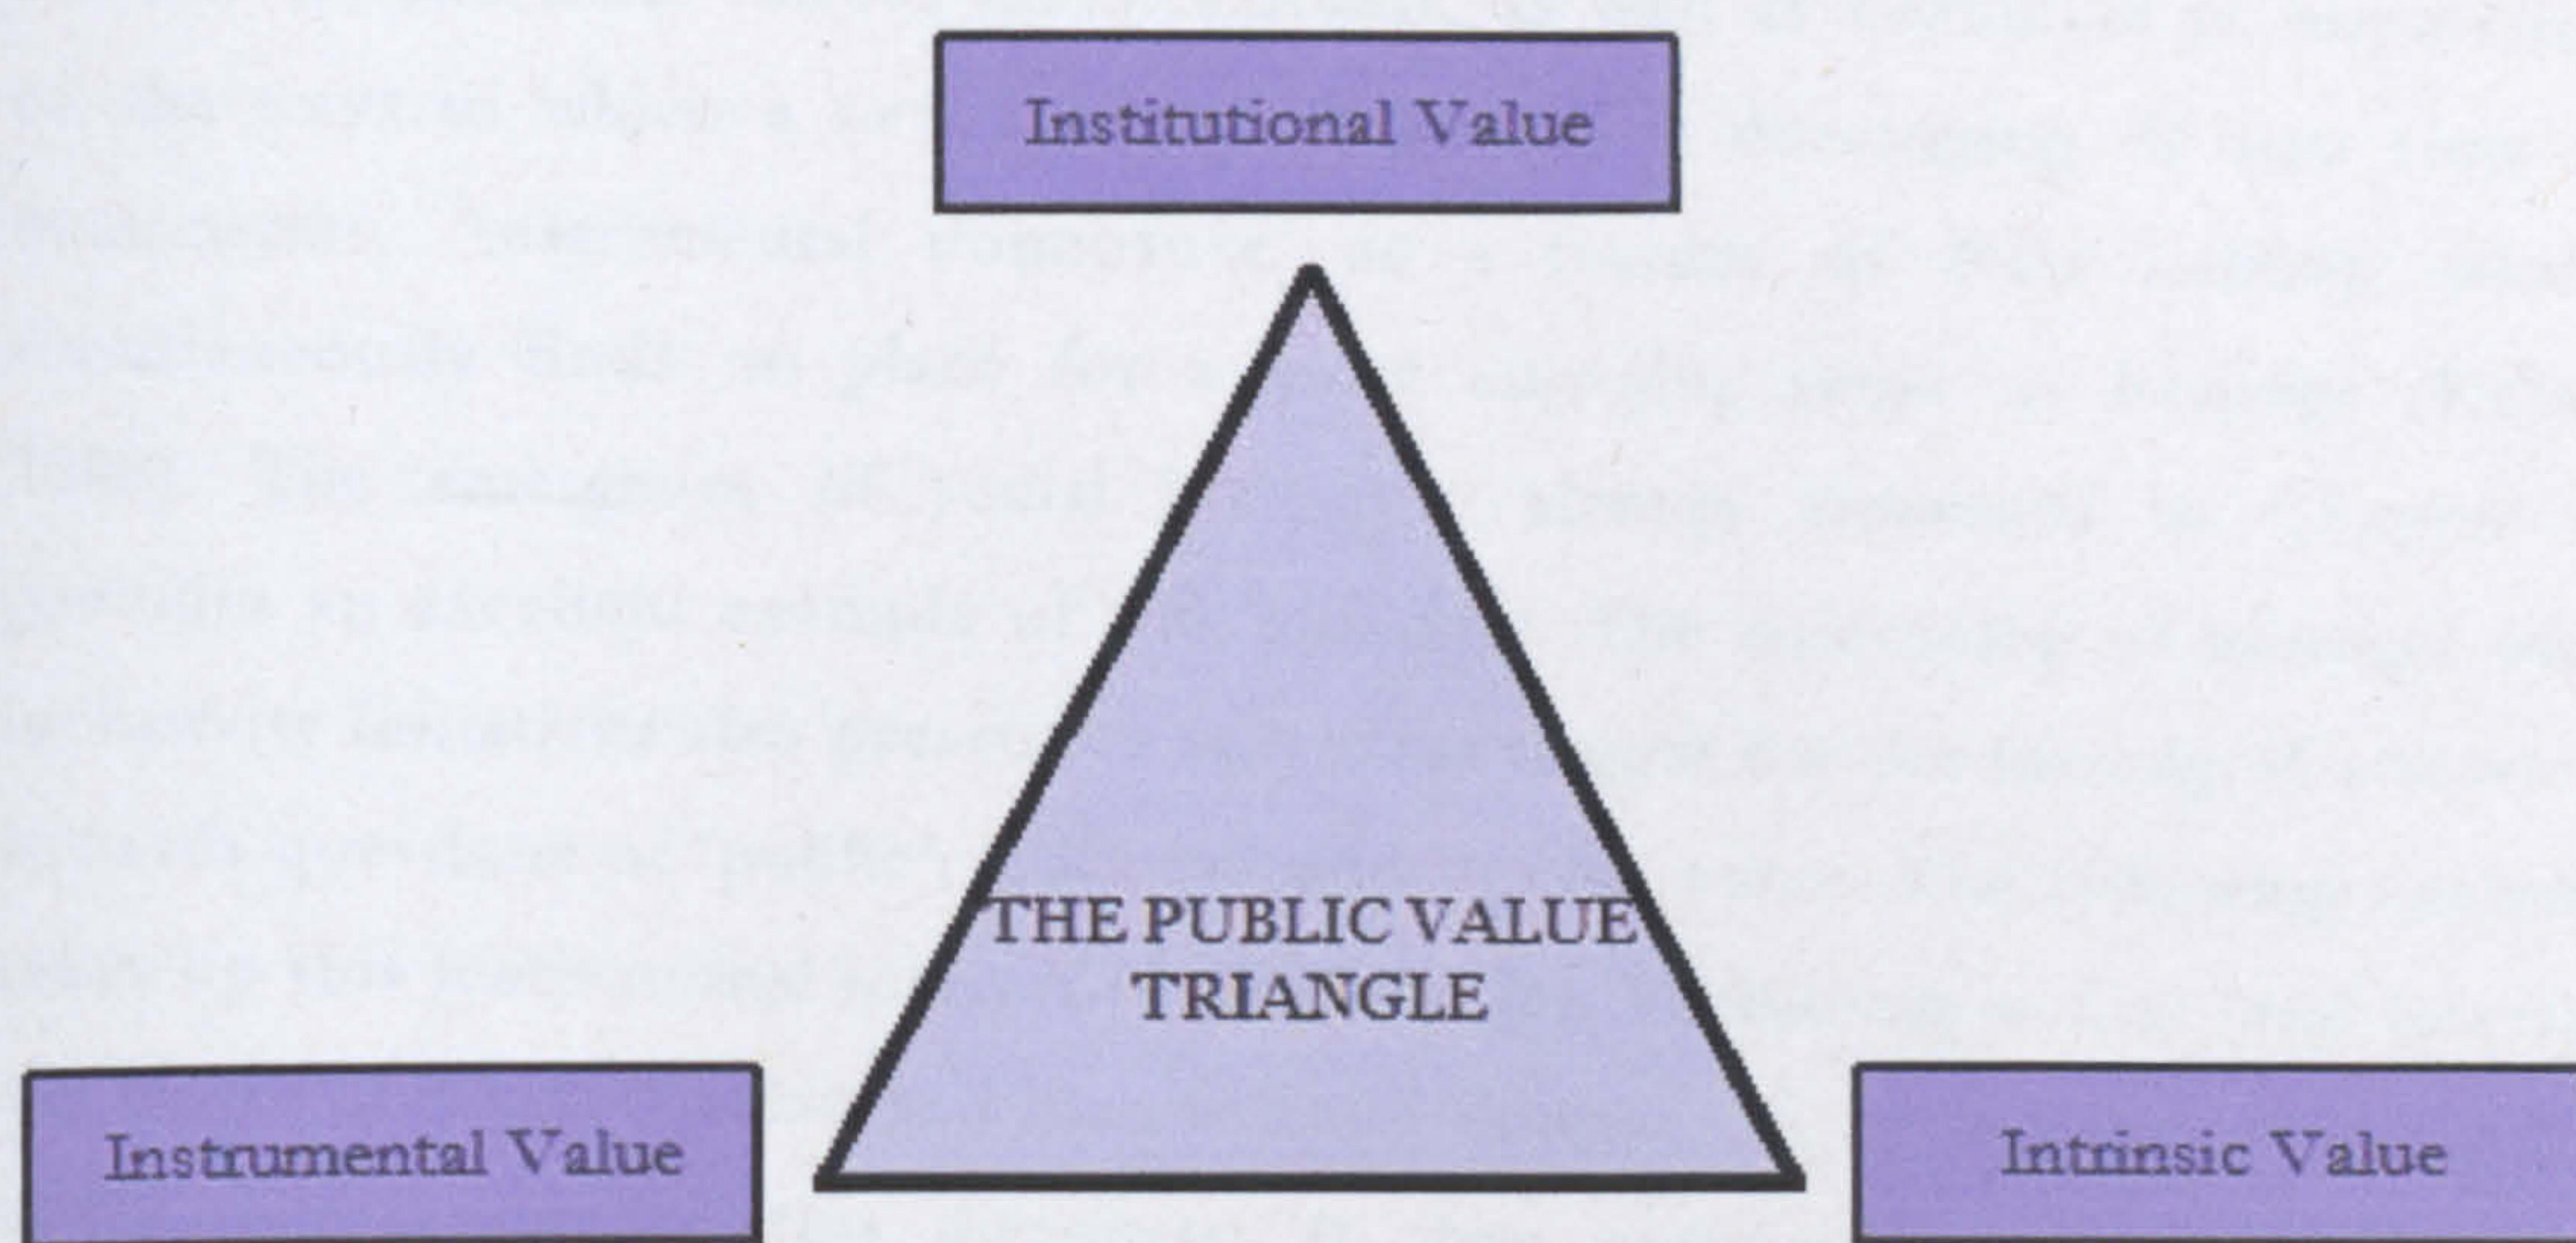 Institutional Value
THE PUBLIC VALUE
TRIANGLE
Instrumental Value
Intrinsic Value